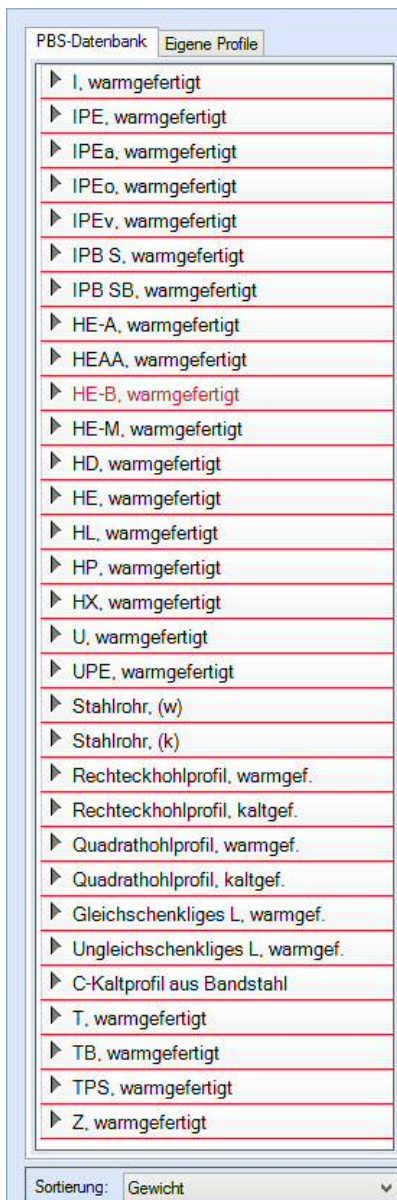 PBS-Datenbank Eigene Profile
I, warmgefertigt
IPE, warmgefertigt
IPEa, warmgefertigt
IPEo, warmgefertigt
IPEv, warmgefertigt
IPB S, warmgefertigt
IPB SB, warmgefertigt
HE-A, warmgefertigt
HEAA, warmgefertigt
HE-B, warmgefertigt
HE-M, warmgefertigt
HD, warmgefertigt
HE, warmgefertigt
HL, warmgefertigt
HP, warmgefertigt
HX, warmgefertigt
U, warmgefertigt
UPE, warmgefertigt
Stahlrohr, (w)
Stahlrohr, (k)
Rechteckhohlprofil, warmgef.
Rechteckhohlprofil, kaltgef.
Quadrathohlprofil, warmgef.
Quadrathohlprofil, kaltgef.
Gleichschenkliges L, warmgef.
Ungleichschenkliges L, warmgef.
C-Kaltprofil aus Bandstahl
T, warmgefertigt
TB, warmgefertigt
TPS, warmgefertigt
Z, warmgefertigt
Sortierung: Gewicht